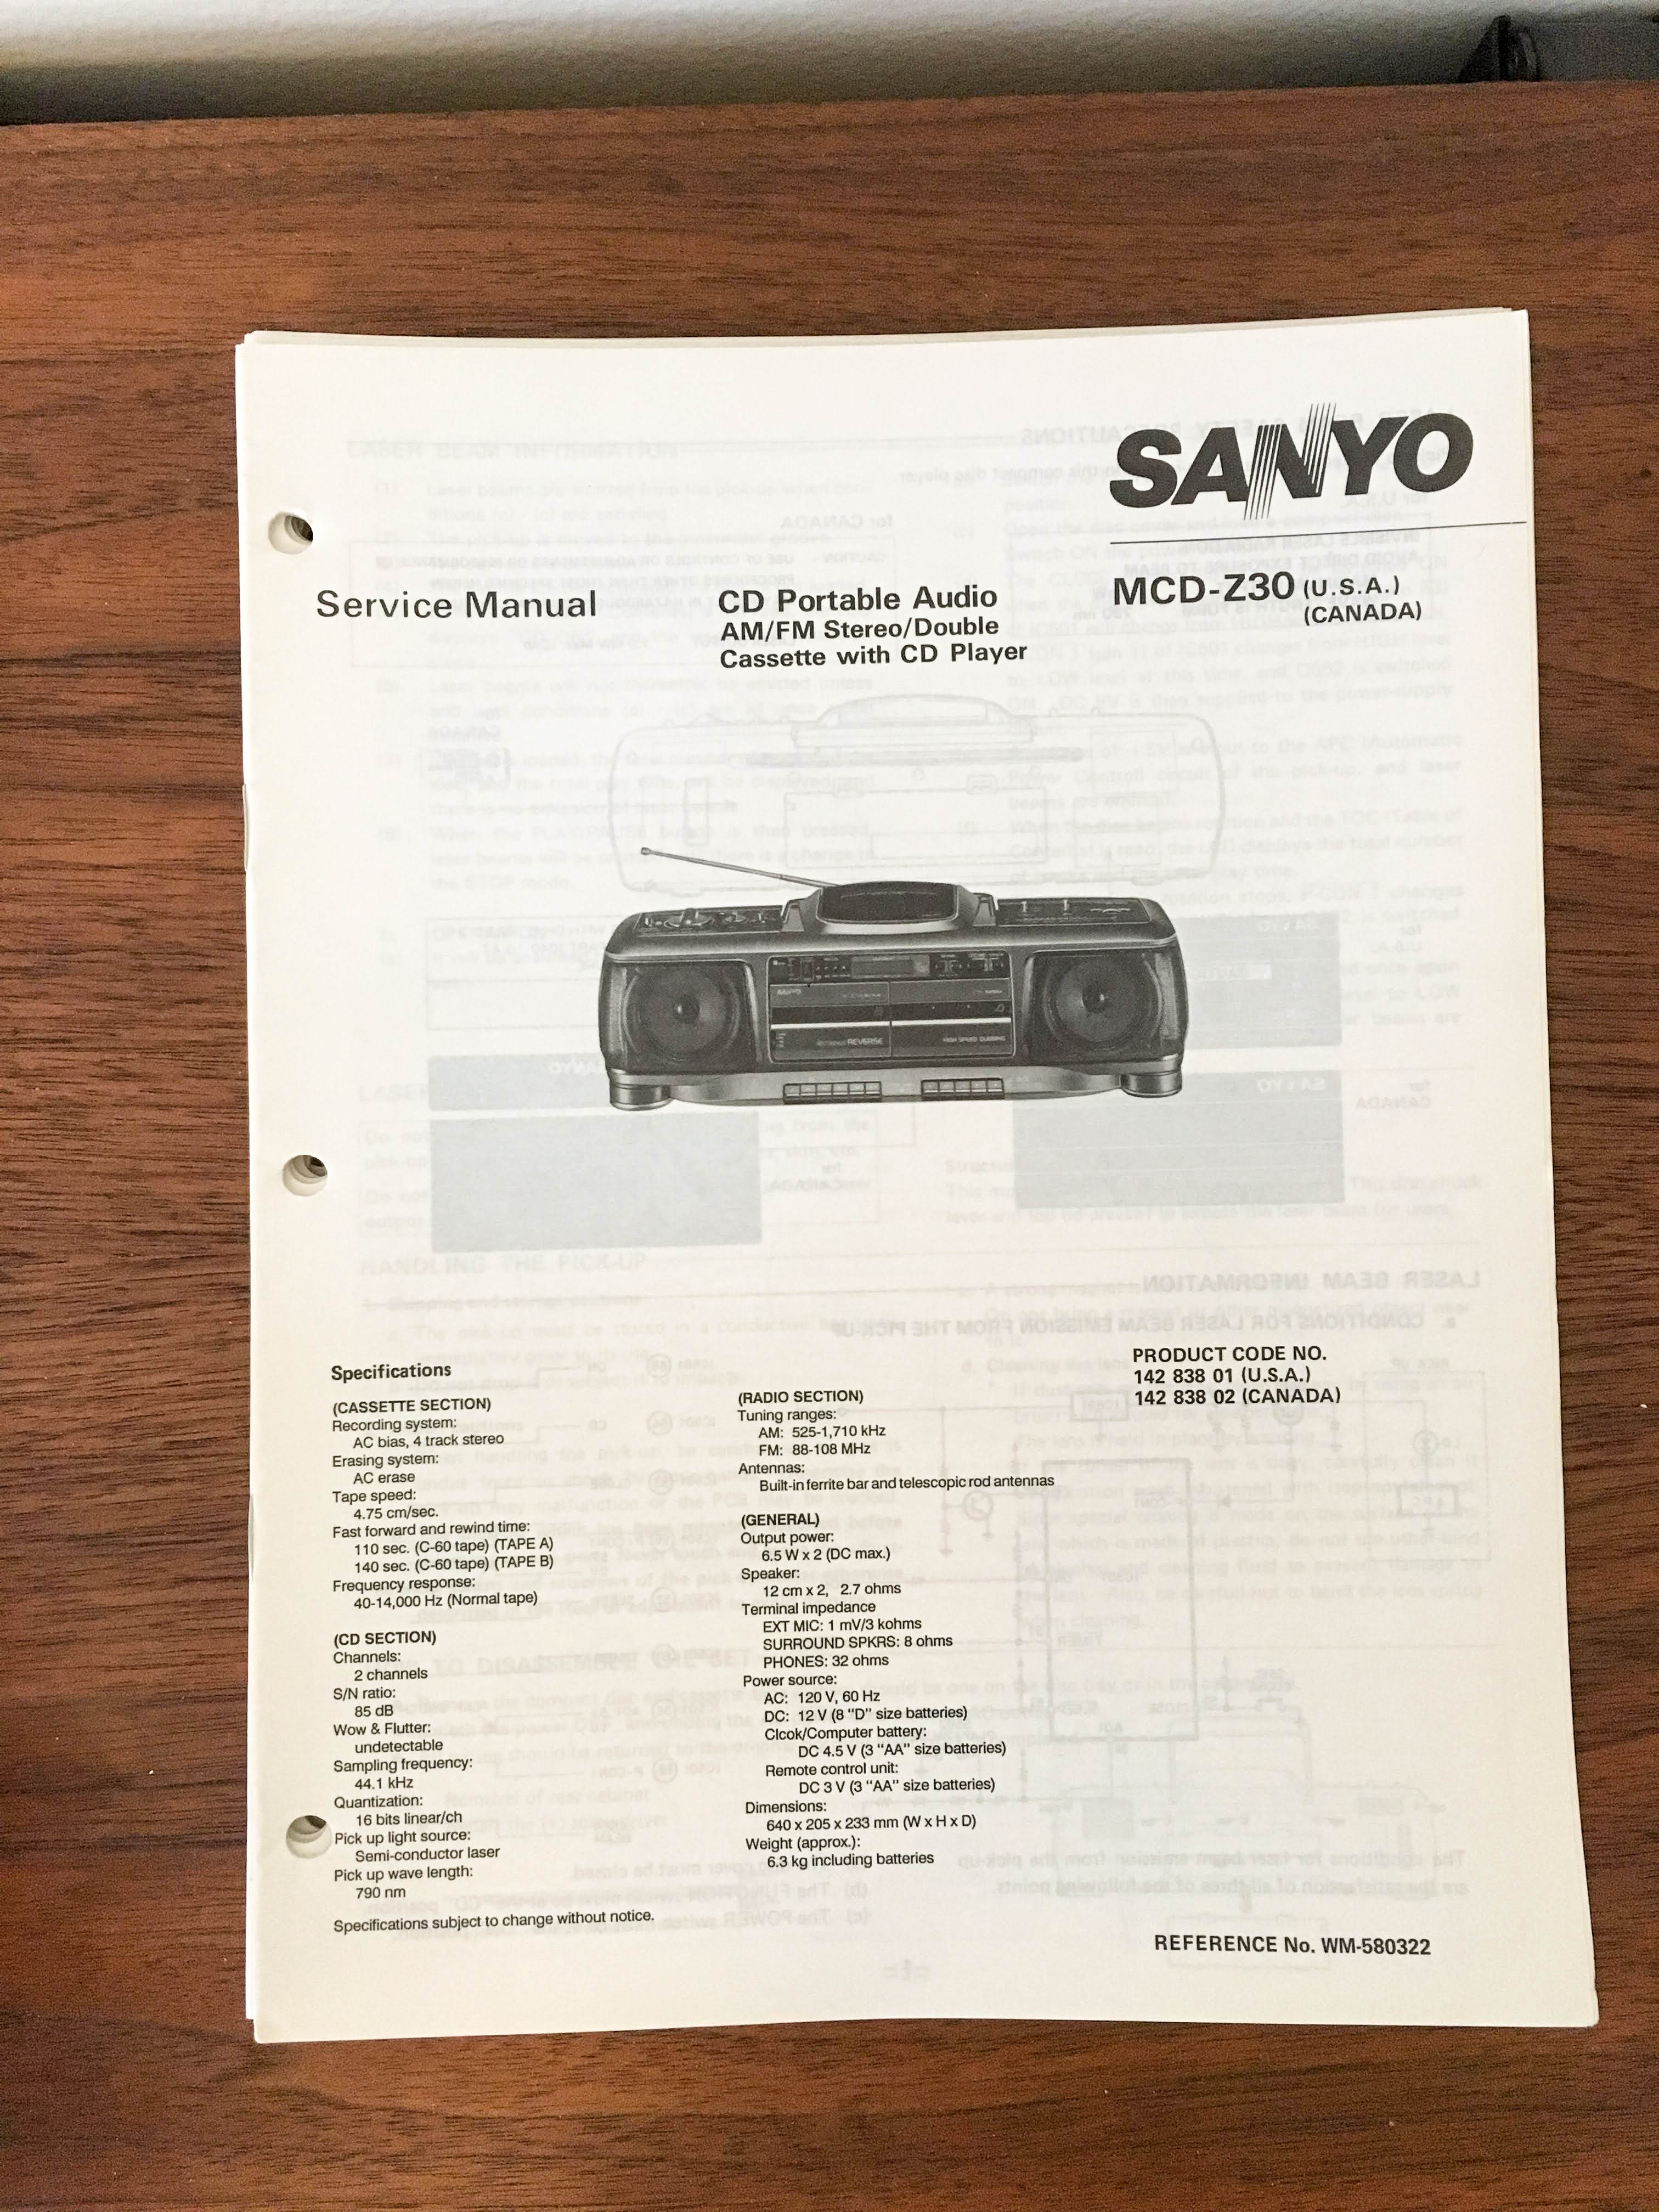 SANYO
Service Manual
CD Portable Audio
AM/FM Stereo/Double
Cassette with CD Player
MCD-Z30 (U.S.A.)
(CANADA)
SANYO
REVERSE
HIGH SPEED DUBBING
Specifications
(CASSETTE SECTION)
Recording system:
AC bias, 4 track stereo
Erasing system:
AC erase
Tape speed:
4.75 cm/sec.
Fast forward and rewind time:
110 sec. (C-60 tape) (TAPE A)
140 sec. (C-60 tape) (TAPE B)
Frequency response:
40-14,000 Hz (Normal tape)
(CD SECTION)
Channels:
2 channels
S/N ratio:
85 dB
Wow & Flutter:
undetectable
Sampling frequency:
44.1 kHz
Quantization:
16 bits linear/ch
Pick up light source:
Semi-conductor laser
Pick up wave length:
790 nm
Specifications subject to change without notice.
(RADIO SECTION)
Tuning ranges:
AM: 525-1,710 kHz
FM: 88-108 MHz
Antennas:
Built-in ferrite bar and telescopic rod antennas
(GENERAL)
Output power:
6.5 W x 2 (DC max.)
Speaker:
12 cm x 2, 2.7 ohms
Terminal impedance
EXT MIC: 1 mV/3 kohms
SURROUND SPKRS: 8 ohms
PHONES: 32 ohms
Power source:
AC: 120 V, 60 Hz
DC: 12 V (8 "D" size batteries)
Clcok/Computer battery:
DC 4.5 V (3 "AA" size batteries)
Remote control unit:
DC 3 V (3 "AA" size batteries)
Dimensions:
640 x 205 x 233 mm (W x H x D)
Weight (approx.):
6.3 kg including batteries
PRODUCT CODE NO.
142 838 01 (U.S.A.)
142 838 02 (CANADA)
REFERENCE No. WM-580322